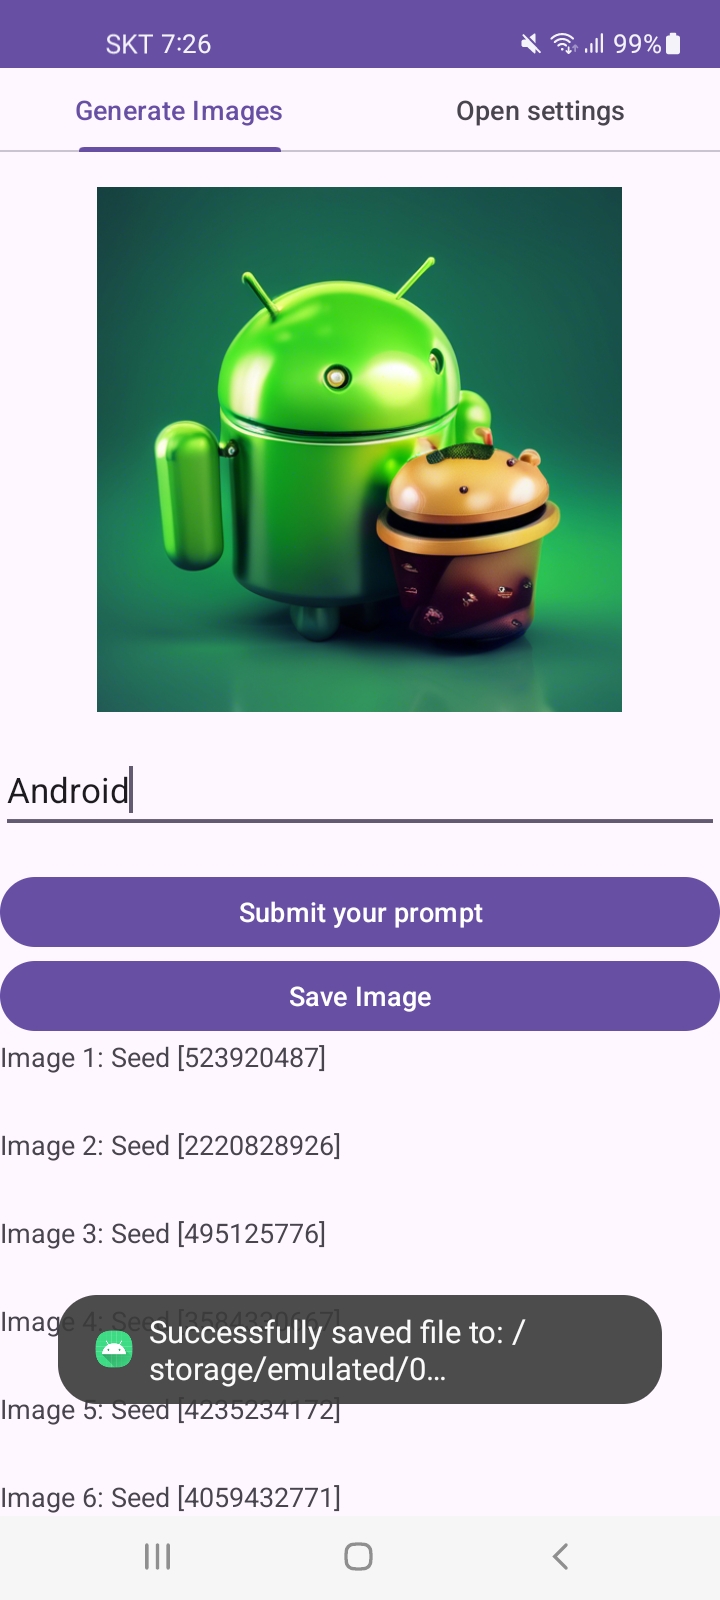 SKT 7:26
99%
Generate Images
Open settings
Android
Submit your prompt
Save Image
Image 1: Seed [523920487]
Image 2: Seed [2220828926]
Image 3: Seed [495125776]
Image 4: Seed [3584330667]
Successfully saved file to: /
storage/emulated/0…
Image 5: Seed [4235234172]
Image 6: Seed [4059432771]